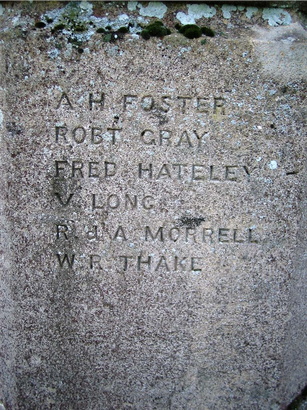 A. H. FOSTER
ROBT GRAY
FRED HATELEY
V. LONG
R. & A MORRELL
W. R. THAKE